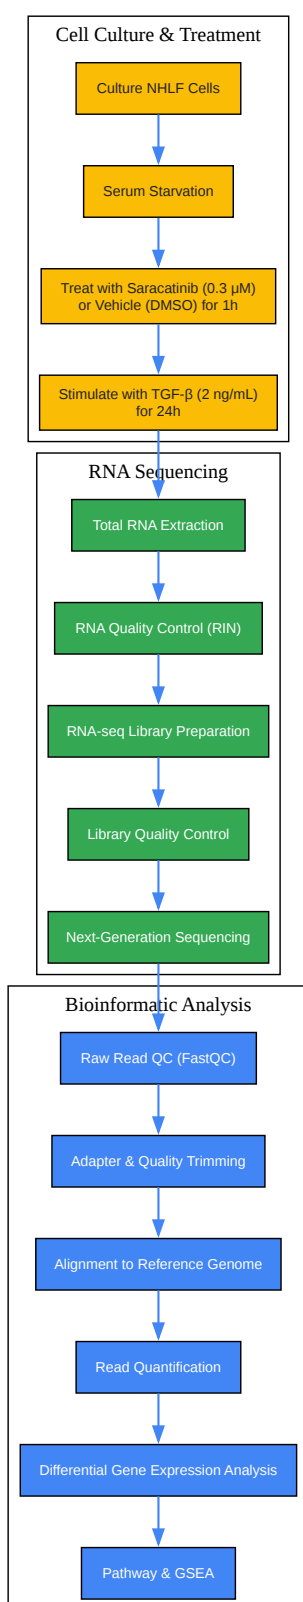 Cell Culture & Treatment
Culture NHLF Cells
Serum Starvation
Treat with Saracatinib (0.3 μM)
or Vehicle (DMSO) for 1h
Stimulate with TGF-β (2 ng/mL)
for 24h
RNA Sequencing
Total RNA Extraction
RNA Quality Control (RIN)
RNA-seq Library Preparation
Library Quality Control
Next-Generation Sequencing
Bioinformatic Analysis
Raw Read QC (FastQC)
Adapter & Quality Trimming
Alignment to Reference Genome
Read Quantification
Differential Gene Expression Analysis
Pathway & GSEA